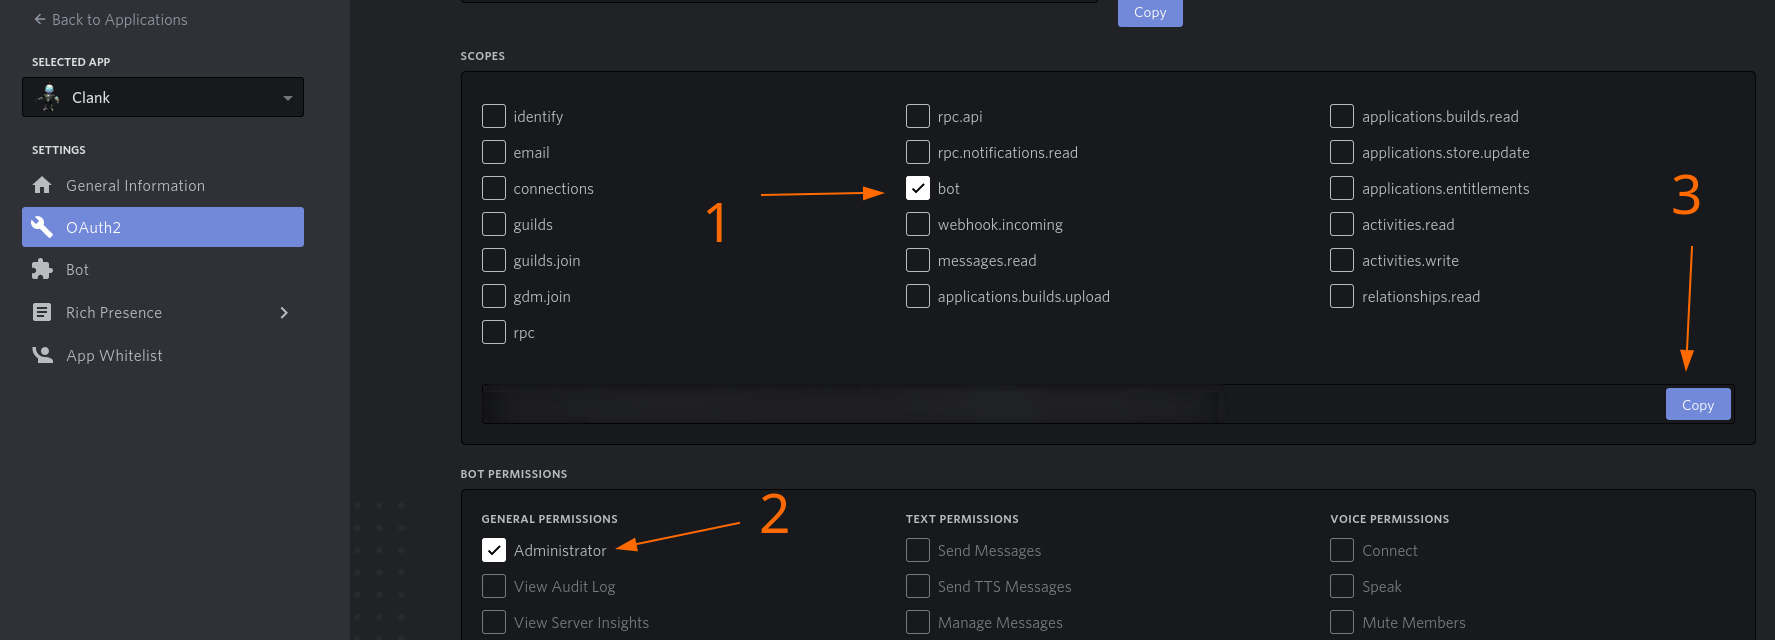 Back to Applications
SELECTED APP
Clank
SETTINGS
General Information
OAuth2
Bot
Rich Presence
App Whitelist
Copy
SCOPES
identify
email
connections
guilds
guilds.join
gdm.join
rpc
rpc.api
rpc.notifications.read
bot
webhook.incoming
messages.read
applications.builds.upload
applications.builds.read
applications.store.update
applications.entitlements
activities.read
activities.write
relationships.read
1
3
Copy
BOT PERMISSIONS
2
GENERAL PERMISSIONS
Administrator
View Audit Log
View Server Insights
TEXT PERMISSIONS
Send Messages
Send TTS Messages
Manage Messages
VOICE PERMISSIONS
Connect
Speak
Mute Members